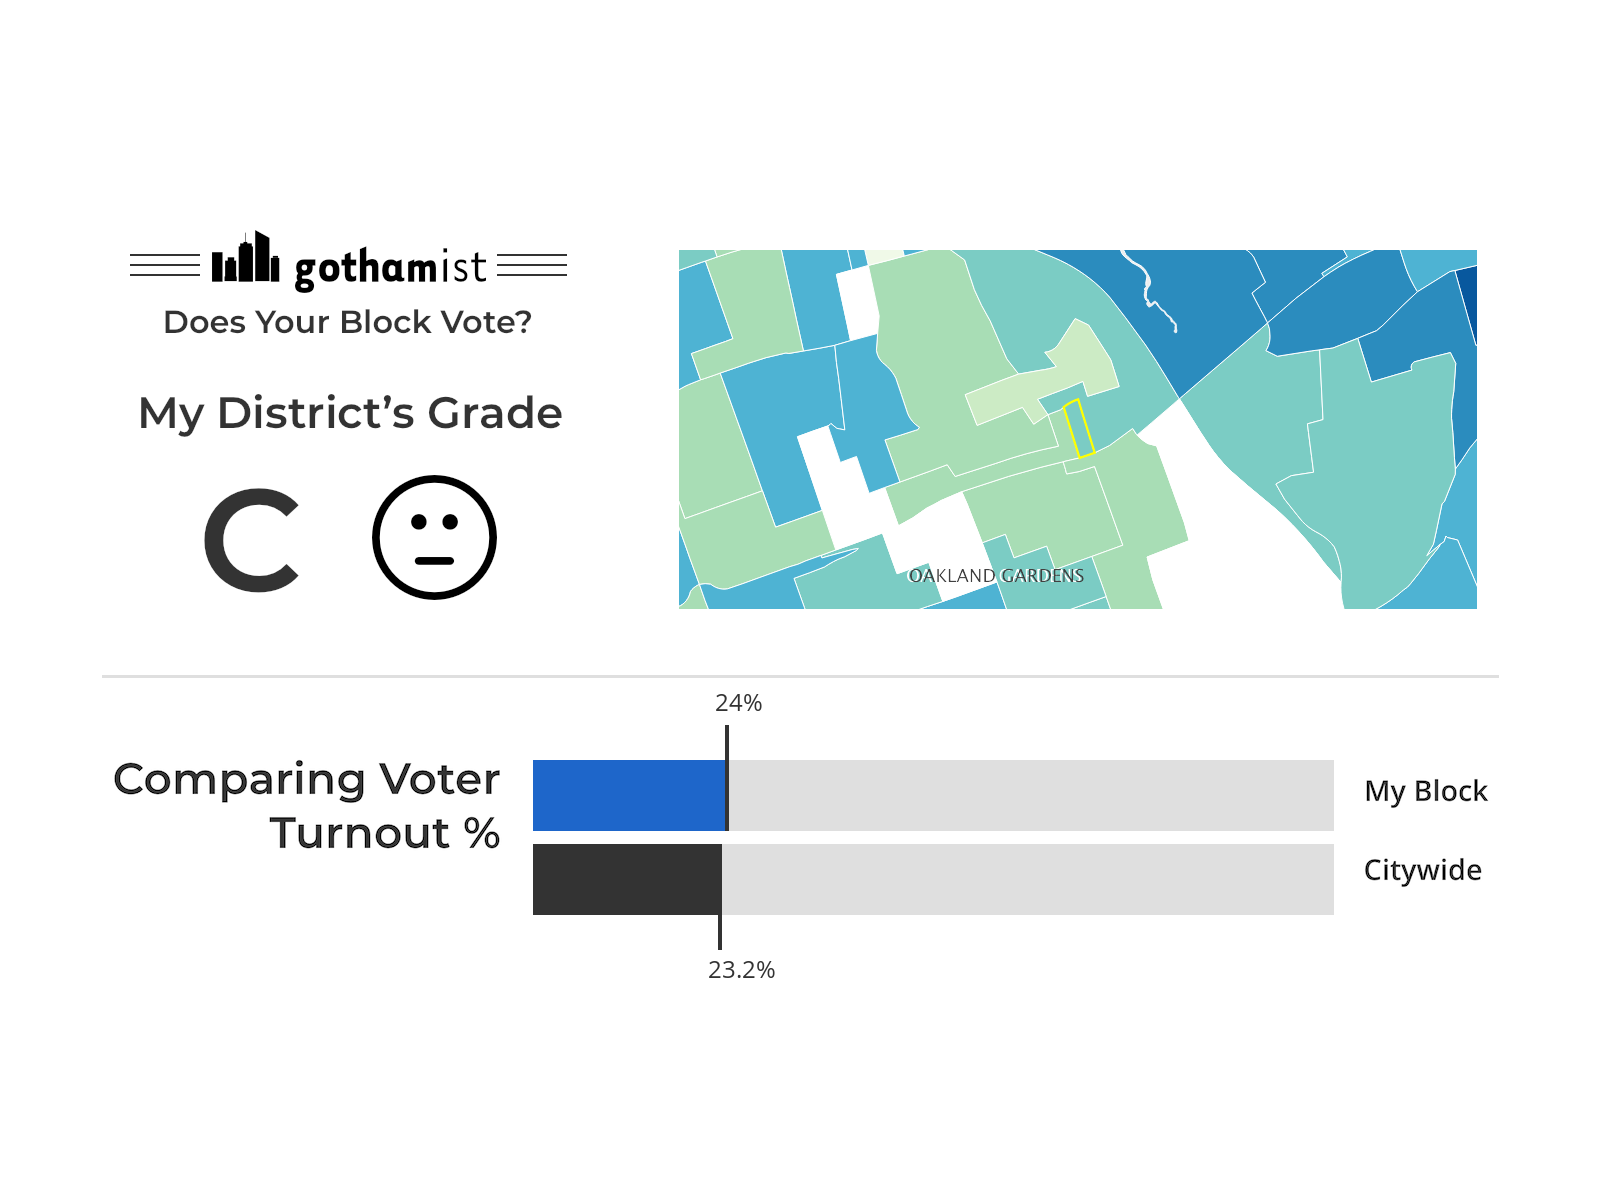 gothamist
Does Your Block Vote?
My District’s Grade
C
OAKLAND GARDENS
24%
Comparing Voter
Turnout %
My Block
Citywide
23.2%